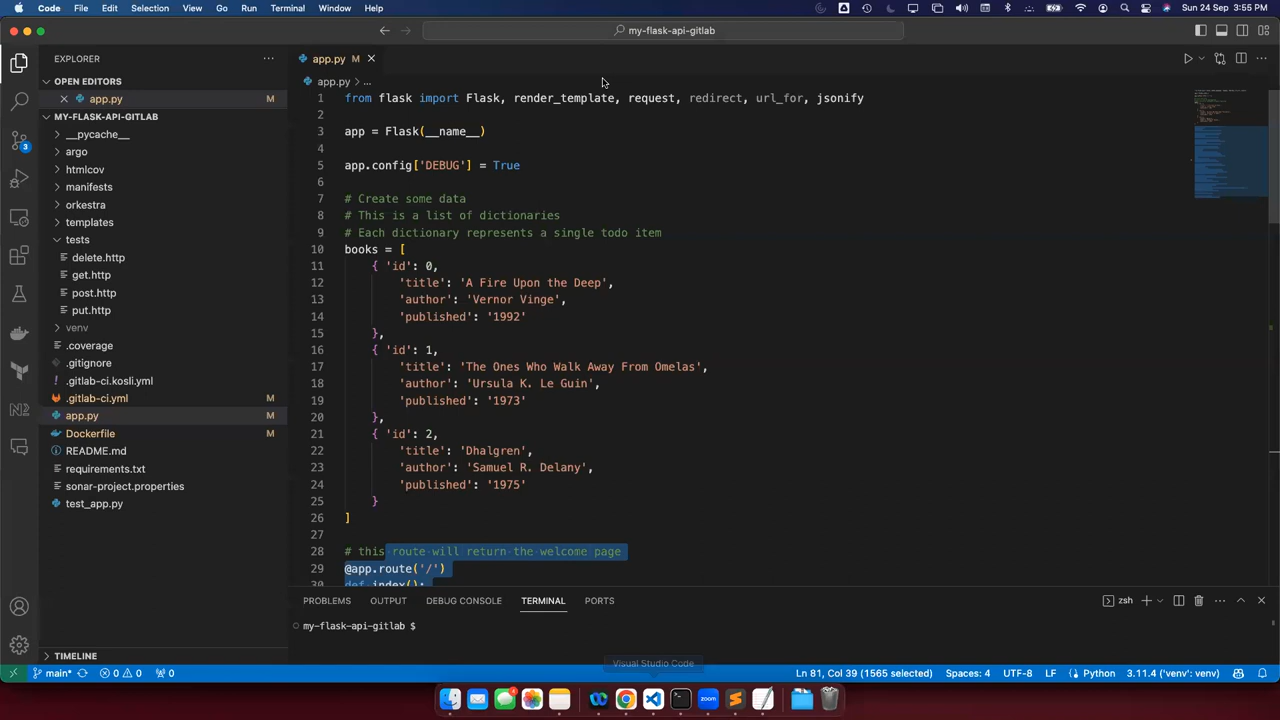 Code File Edit Selection View Go Run Terminal Window Help
Sun 24 Sep 3:55 PM
my-flask-api-gitlab
EXPLORER
OPEN EDITORS
app.py M
MY-FLASK-API-GITLAB
__pycache__
argo
htmlcov
manifests
orkestra
templates
tests
delete.http
get.http
post.http
put.http
venv
.coverage
.gitignore
.gitlab-ci.kosli.yml
.gitlab-ci.yml M
app.py M
Dockerfile M
README.md
requirements.txt
sonar-project.properties
test_app.py
TIMELINE
3
app.py M
app.py > ...
1 from flask import Flask, render_template, request, redirect, url_for, jsonify
2
3 app = Flask(__name__)
4
5 app.config['DEBUG'] = True
6
7 # Create some data
8 # This is a list of dictionaries
9 # Each dictionary represents a single todo item
10 books = [
11 { 'id': 0,
12 'title': 'A Fire Upon the Deep',
13 'author': 'Vernor Vinge',
14 'published': '1992'
15 },
16 { 'id': 1,
17 'title': 'The Ones Who Walk Away From Omelas',
18 'author': 'Ursula K. Le Guin',
19 'published': '1973'
20 },
21 { 'id': 2,
22 'title': 'Dhalgren',
23 'author': 'Samuel R. Delany',
24 'published': '1975'
25 }
26 ]
27
28 # this route will return the welcome page
29 @app.route('/')
30 def index():
PROBLEMS OUTPUT DEBUG CONSOLE TERMINAL PORTS
zsh
my-flask-api-gitlab $
Visual Studio Code
main* 0 0 0
Ln 81, Col 39 (1565 selected) Spaces: 4 UTF-8 LF Python 3.11.4 ('venv': venv)
4
zoom